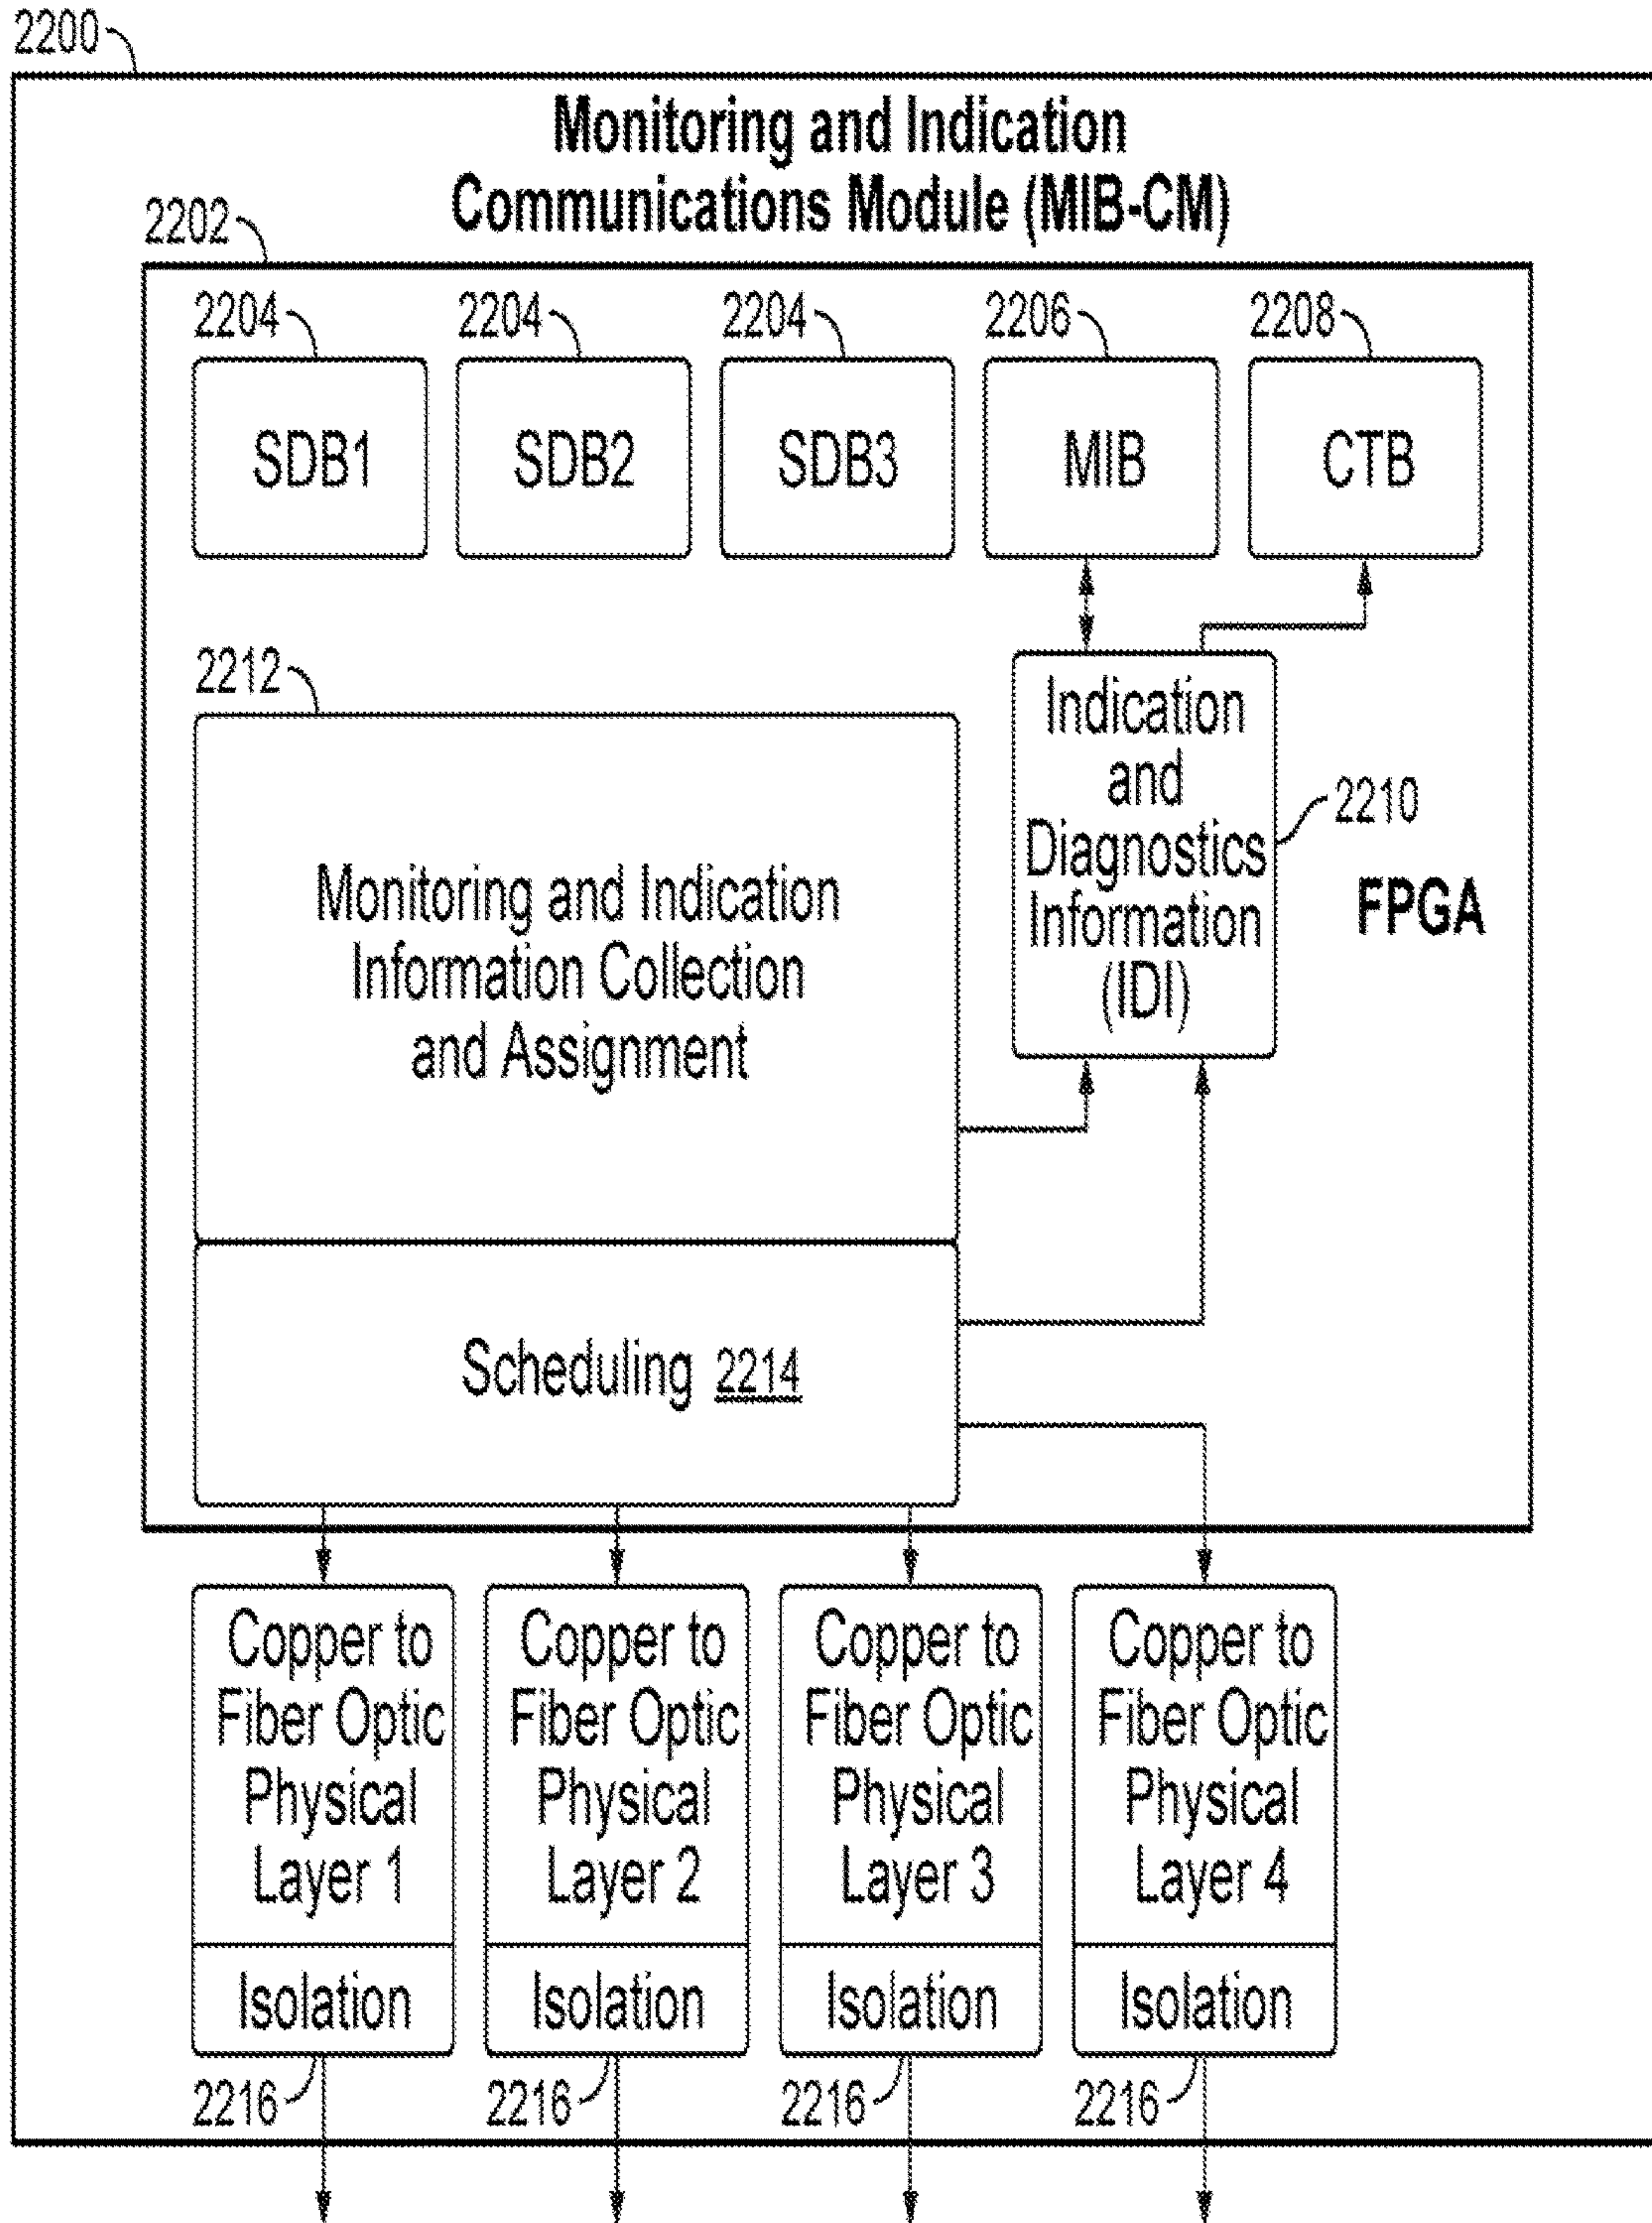 2200
Monitoring and Indication
Communications Module (MIB-CM)
2202
2204 2204 2204 2206 2208
SDB1 SDB2 SDB3 MIB CTB
2212
Indication
and
Diagnostics
Information
(IDI)
2210
FPGA
Monitoring and Indication
Information Collection
and Assignment
Scheduling 2214
Copper to
Fiber Optic
Physical
Layer 1
Isolation
2216
Copper to
Fiber Optic
Physical
Layer 2
Isolation
2216
Copper to
Fiber Optic
Physical
Layer 3
Isolation
2216
Copper to
Fiber Optic
Physical
Layer 4
Isolation
2216